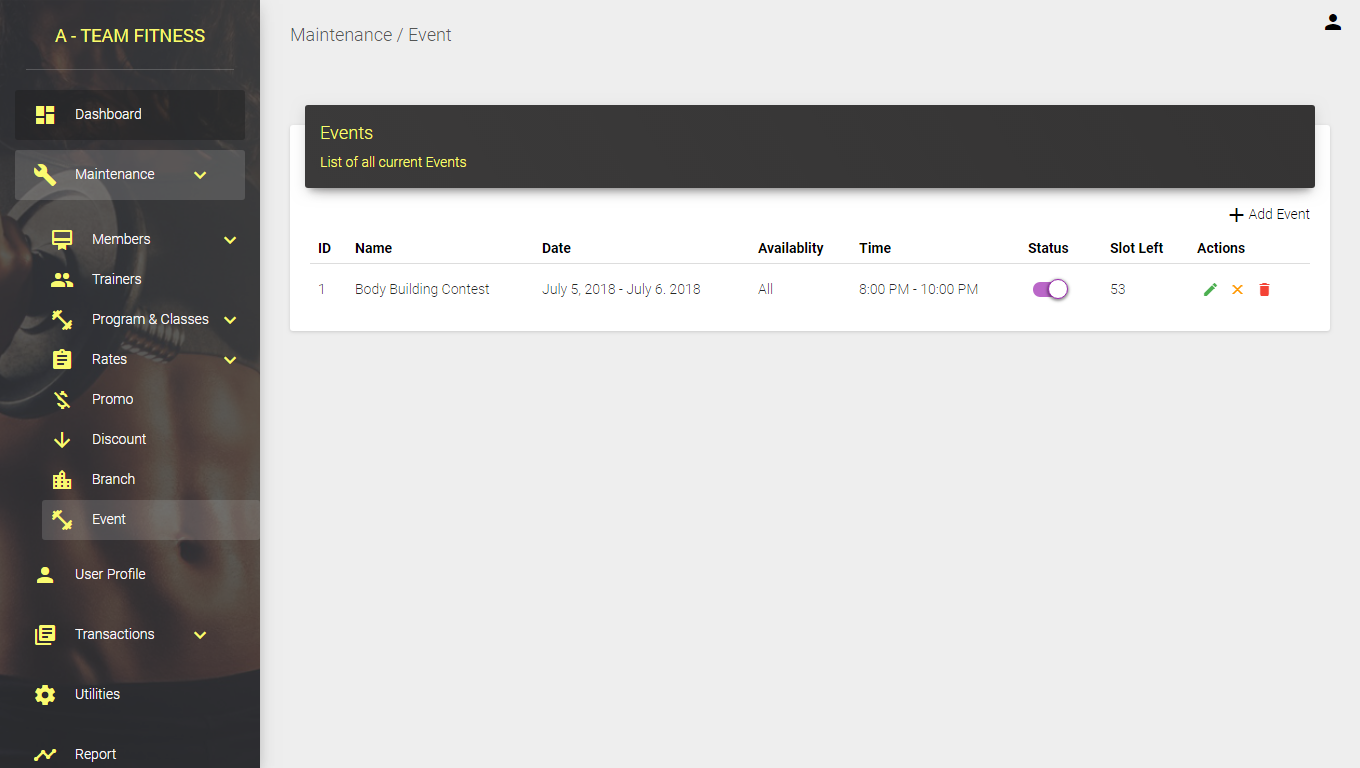 A - TEAM FITNESS
Dashboard
Maintenance
Members
Trainers
Program & Classes
Rates
Promo
Discount
Branch
Event
User Profile
Transactions
Utilities
Report
Maintenance / Event
Events
List of all current Events
Add Event
ID Name Date Availablity Time Status Slot Left Actions
1 Body Building Contest July 5, 2018 - July 6. 2018 All 8:00 PM - 10:00 PM 53